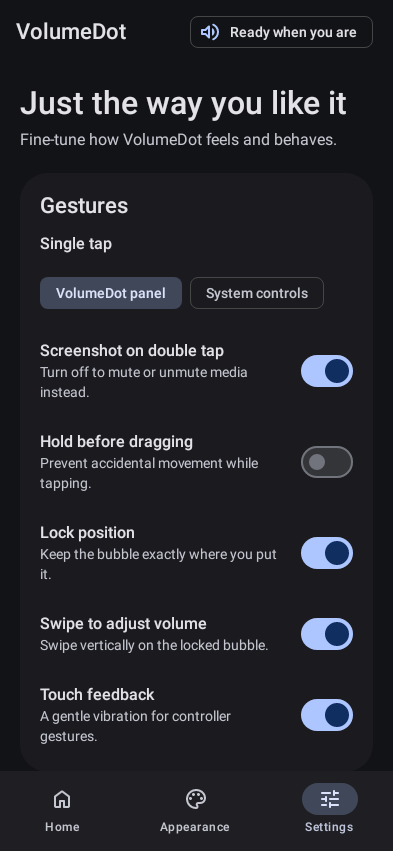 VolumeDot
Ready when you are
Just the way you like it
Fine-tune how VolumeDot feels and behaves.
Gestures
Single tap
VolumeDot panel
System controls
Screenshot on double tap
Turn off to mute or unmute media
instead.
Hold before dragging
Prevent accidental movement while
tapping.
Lock position
Keep the bubble exactly where you put
it.
Swipe to adjust volume
Swipe vertically on the locked bubble.
Touch feedback
A gentle vibration for controller
gestures.
Home
Appearance
Settings